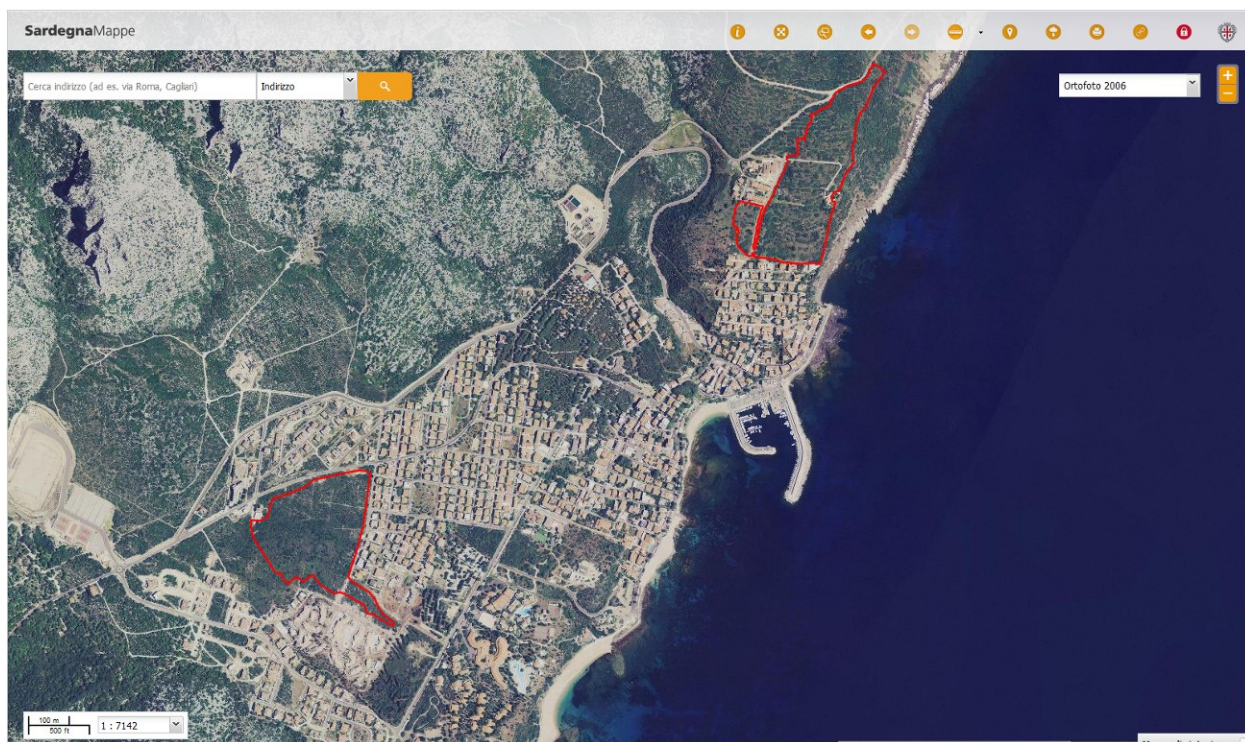 SardegnaMappe
Cerca indirizzo (ad es. via Roma, Cagliari)
Indirizzo
Ortofoto 2006
+
−
100 m
500 ft
1 : 7142